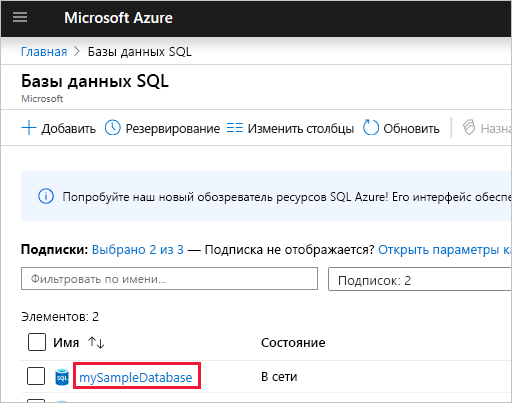 Microsoft Azure
Главная > Базы данных SQL
Базы данных SQL
Microsoft
Добавить Резервирование Изменить столбцы Обновить Назна
Попробуйте наш новый обозреватель ресурсов SQL Azure! Его интерфейс обеспе
Подписки: Выбрано 2 из 3 — Подписка не отображается? Открыть параметры ка
Фильтровать по имени... Подписок: 2
Элементов: 2
Имя Состояние
SQL mySampleDatabase В сети